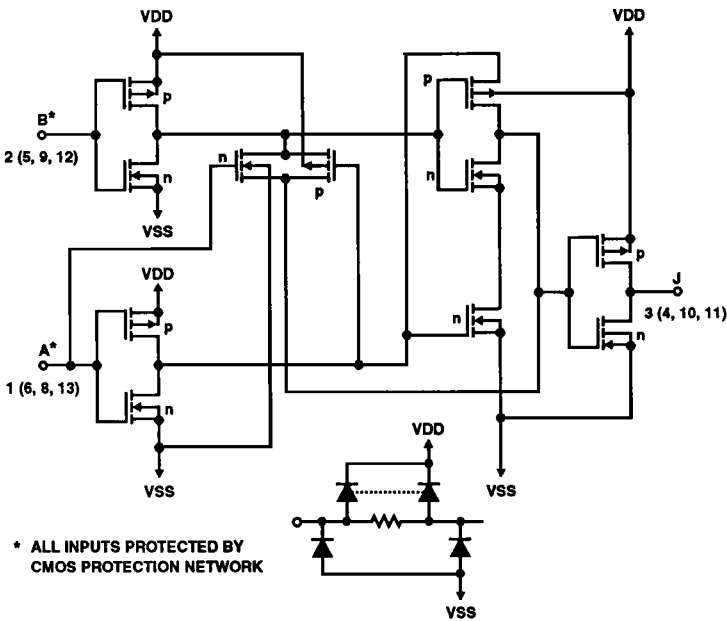 VDD
VDD
p
p
B*
2 (5, 9, 12)
n
n
n
p
VSS
VDD
p
J
p
n
3 (4, 10, 11)
A*
n
1 (6, 8, 13)
n
VDD
VSS
VSS
* ALL INPUTS PROTECTED BY
CMOS PROTECTION NETWORK
VSS